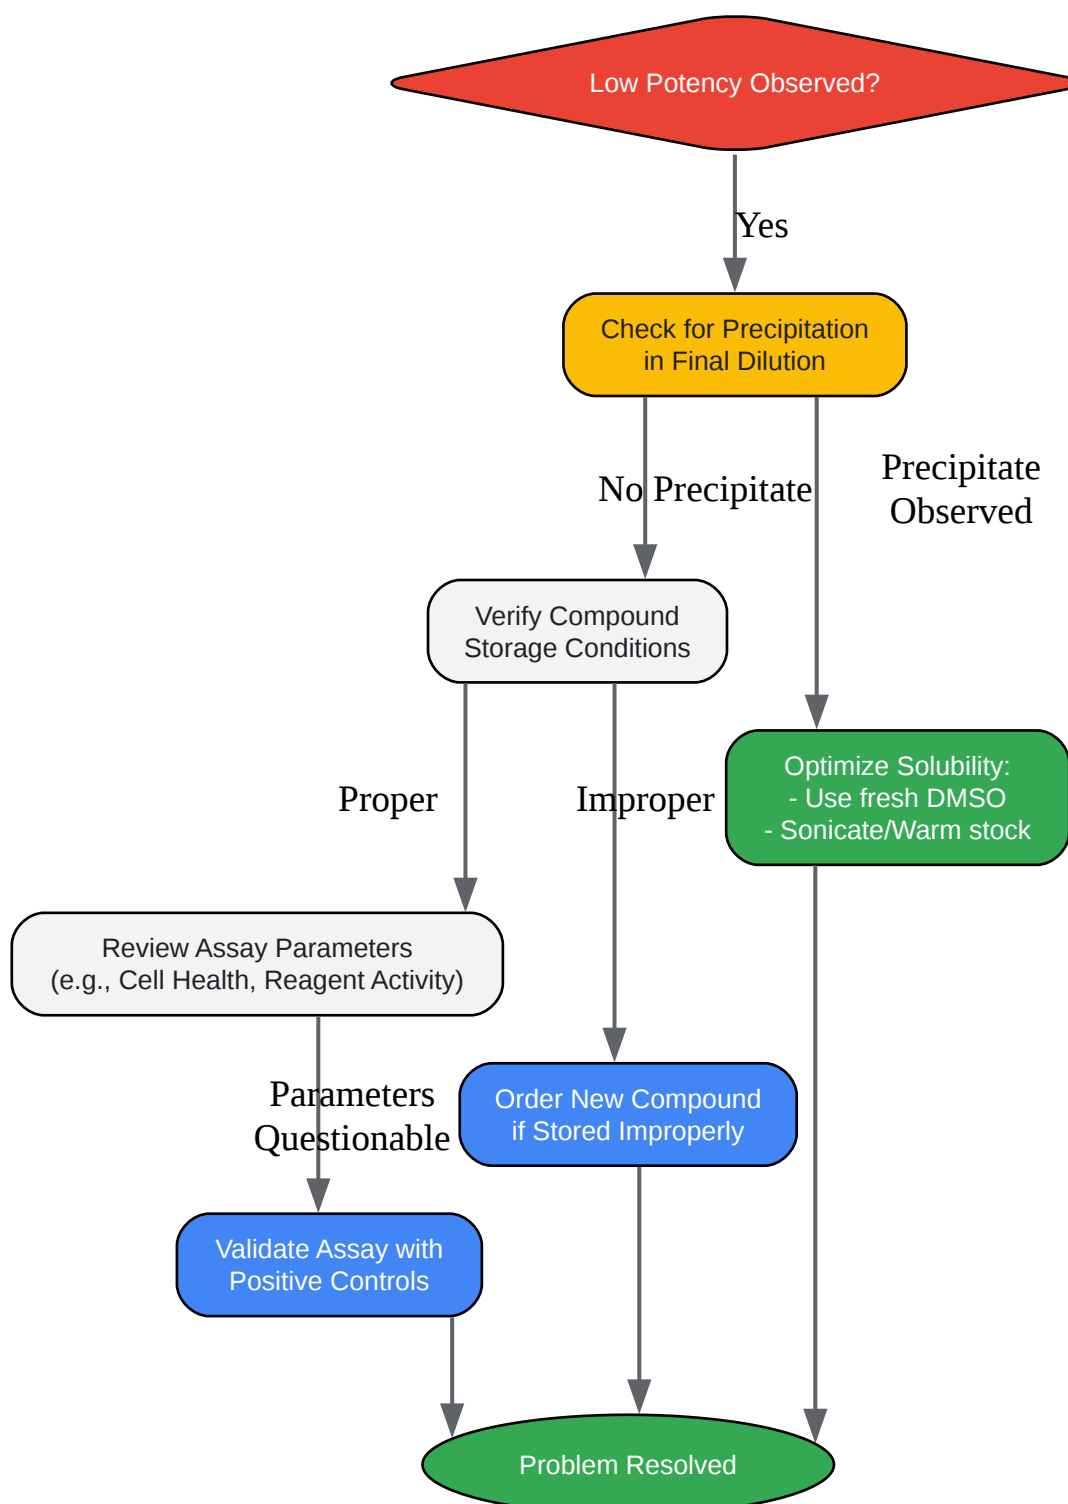 Low Potency Observed?
Yes
Check for Precipitation
in Final Dilution
No Precipitate
Precipitate
Observed
Verify Compound
Storage Conditions
Proper
Improper
Optimize Solubility:
- Use fresh DMSO
- Sonicate/Warm stock
Review Assay Parameters
(e.g., Cell Health, Reagent Activity)
Parameters
Questionable
Order New Compound
if Stored Improperly
Validate Assay with
Positive Controls
Problem Resolved